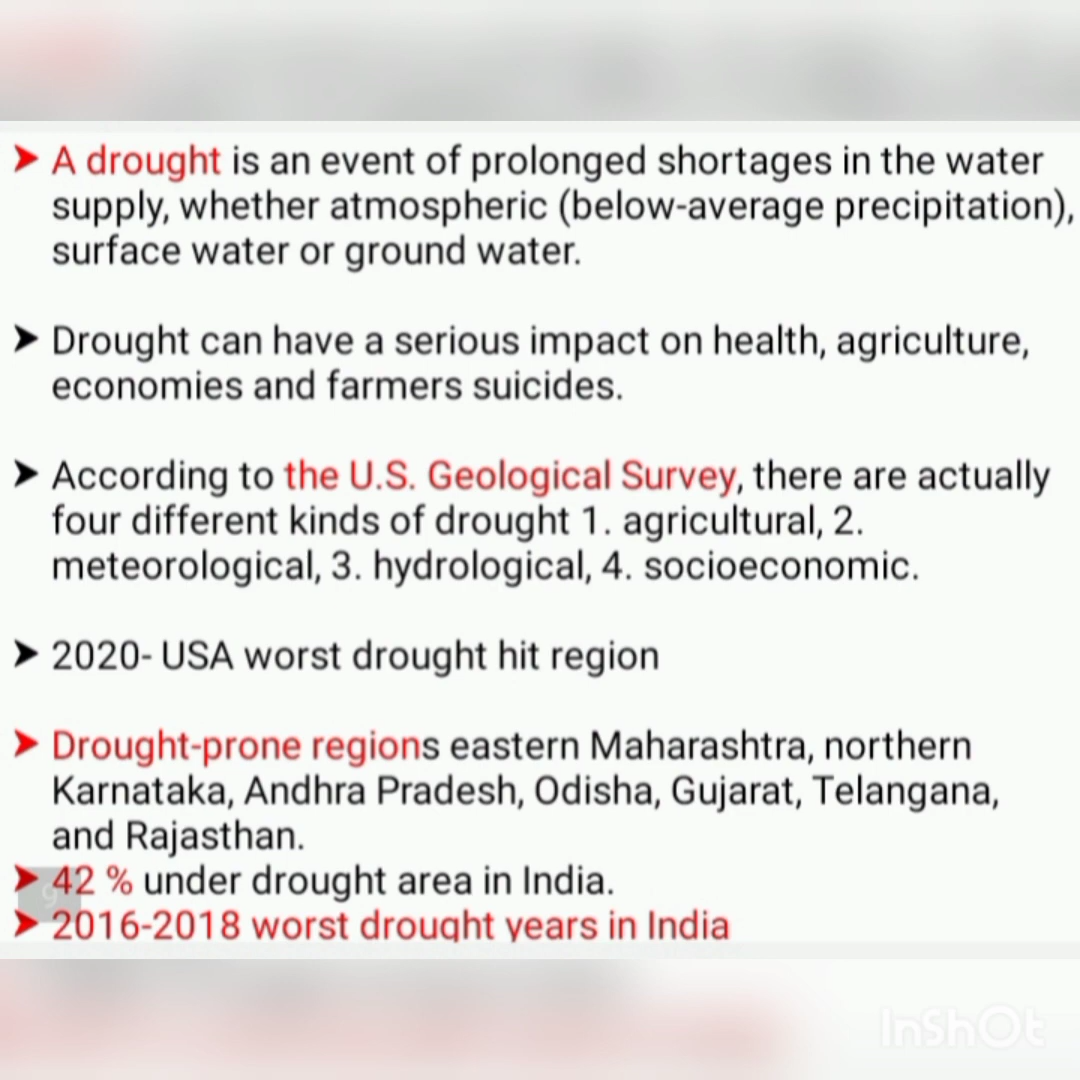 ➤ A drought is an event of prolonged shortages in the water
supply, whether atmospheric (below-average precipitation),
surface water or ground water.
➤ Drought can have a serious impact on health, agriculture,
economies and farmers suicides.
➤ According to the U.S. Geological Survey, there are actually
four different kinds of drought 1. agricultural, 2.
meteorological, 3. hydrological, 4. socioeconomic.
➤ 2020- USA worst drought hit region
➤ Drought-prone regions eastern Maharashtra, northern
Karnataka, Andhra Pradesh, Odisha, Gujarat, Telangana,
and Rajasthan.
➤ 42 % under drought area in India.
9
➤ 2016-2018 worst drought years in India
InShOt